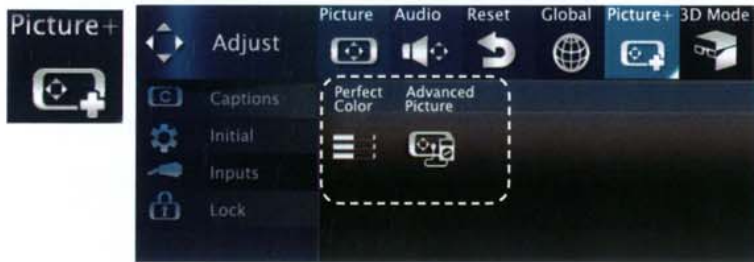 Picture+
Picture Audio Reset Global Picture+ 3D Mode
Adjust
Captions
Initial
Inputs
Lock
Perfect
Color
Advanced
Picture